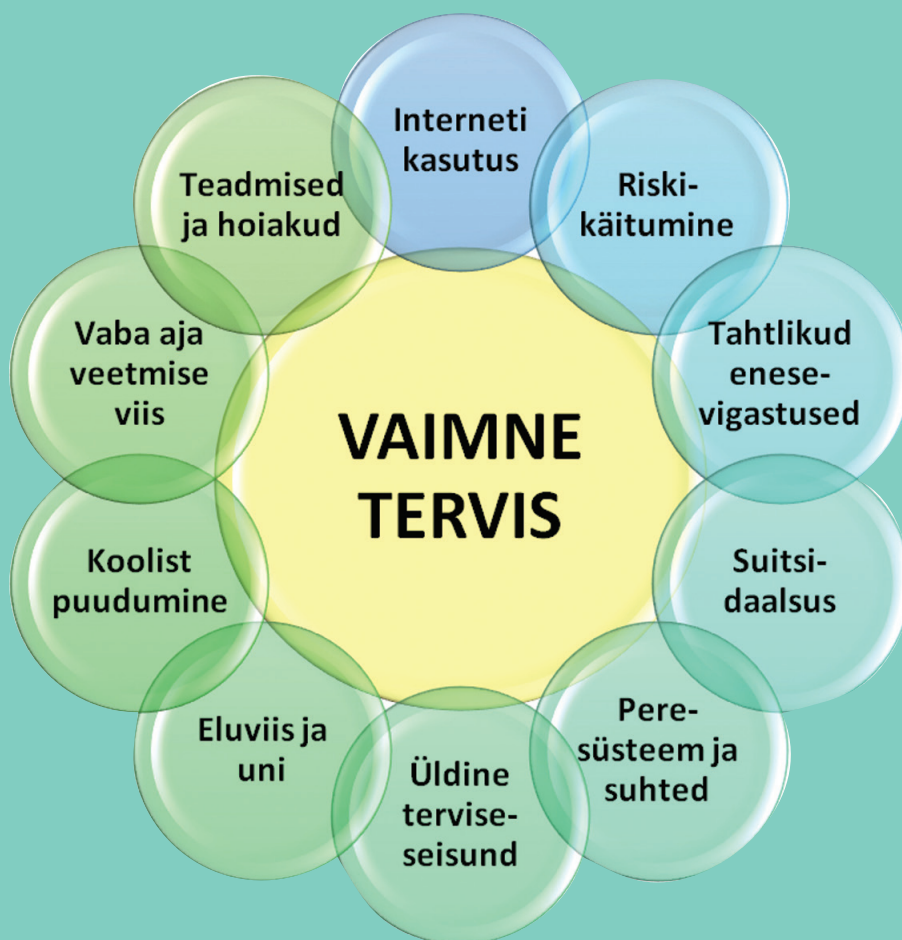 Interneti
kasutus
Riski-
käitumine
Tahtlikud
enese-
vigastused
Suitsi-
daalsus
Pere-
süsteem ja
suhted
Üldine
tervise-
seisund
Eluviis ja
uni
Koolist
puudumine
Vaba aja
veetmise
viis
Teadmised
ja hoiakud
VAIMNE
TERVIS